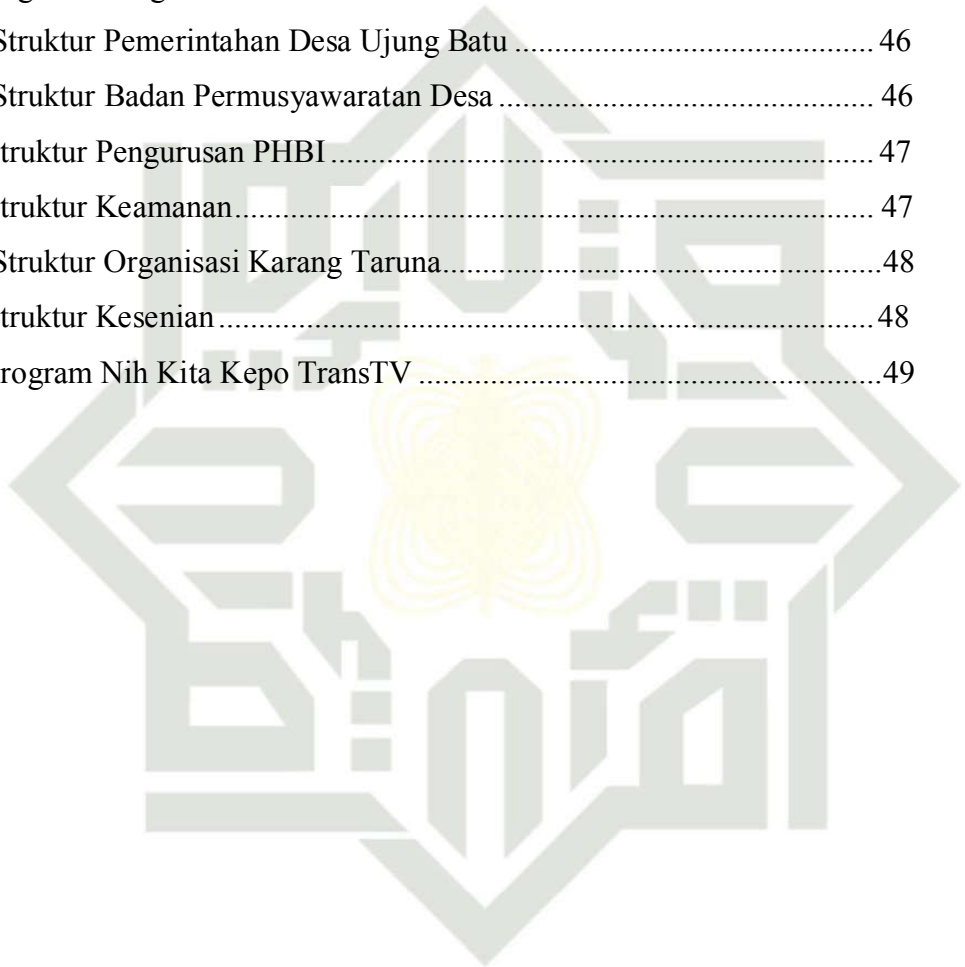 Struktur Pemerintahan Desa Ujung Batu ............................................. 46
Struktur Badan Permusyawaratan Desa ............................................... 46
truktur Pengurusan PHBI ..................................................................... 47
truktur Keamanan................................................................................. 47
Struktur Organisasi Karang Taruna........................................................48
truktur Kesenian ................................................................................... 48
rogram Nih Kita Kepo TransTV ...........................................................49